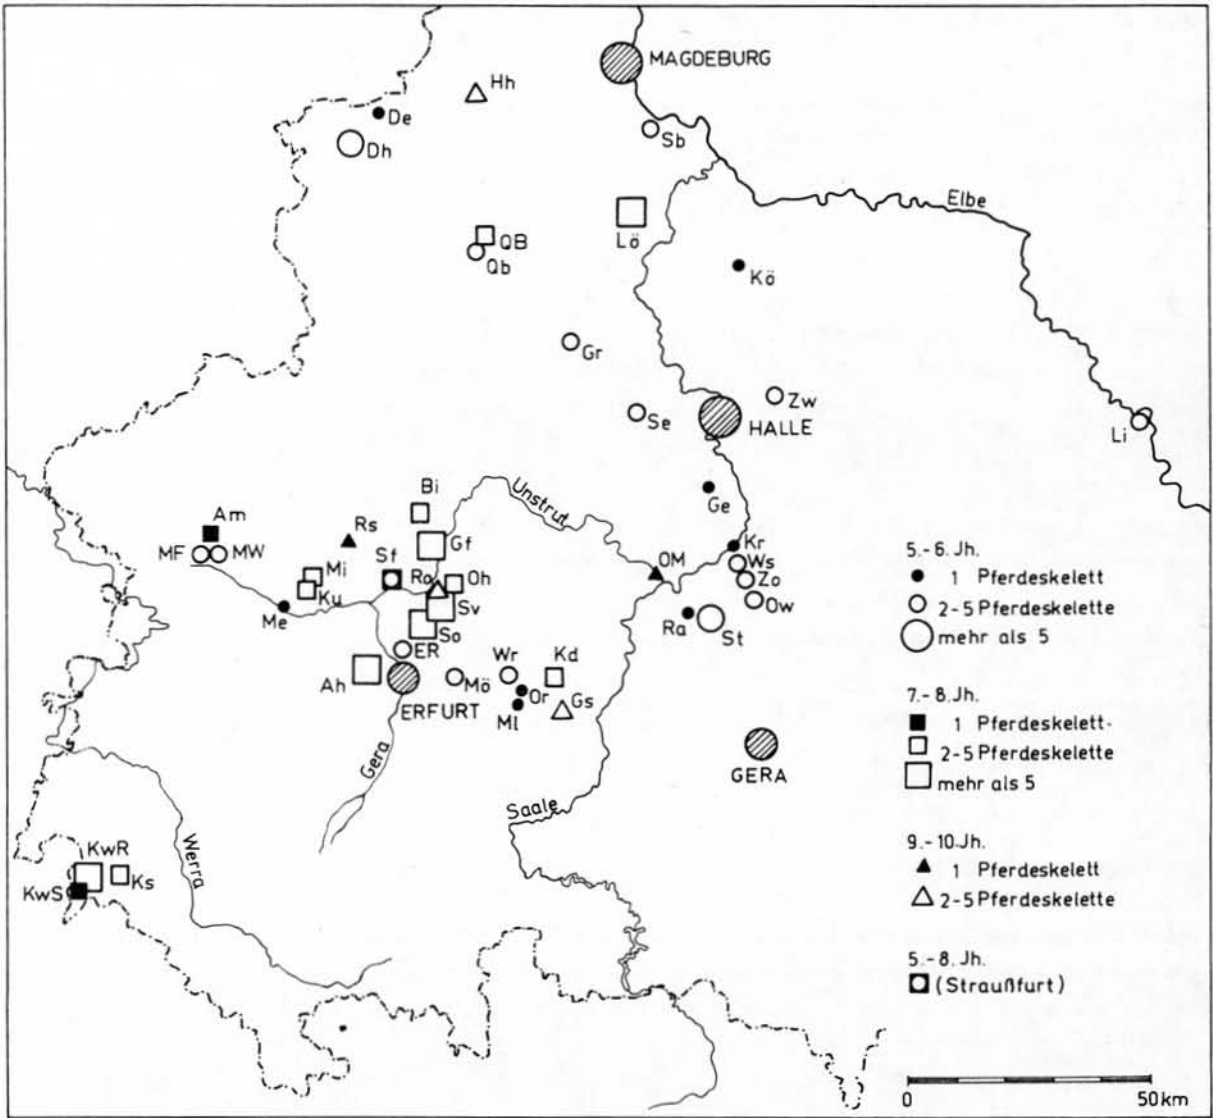 MAGDEBURG
Hh
De
Dh
Sb
Elbe
QB
Lö
Qb
Kö
Gr
Zw
Se
HALLE
Li
Bi
Unstrut
Ge
Am
Rs
Gf
MF
MW
Kr
OM
Ws
Mi
Sf
Ro
Oh
Zo
Ku
Sv
Ow
Me
So
Ra
St
ER
Wr
Kd
Ah
Mö
Or
Gs
ERFURT
Ml
Gera
GERA
Saale
Werra
KwR
Ks
KwS
5.-6.Jh.
1 Pferdeskelett
2-5 Pferdeskelette
mehr als 5
7.-8.Jh.
1 Pferdeskelett-
2-5 Pferdeskelette
mehr als 5
9.-10.Jh.
1 Pferdeskelett
2-5 Pferdeskelette
5.-8.Jh.
(Straußfurt)
0 50km